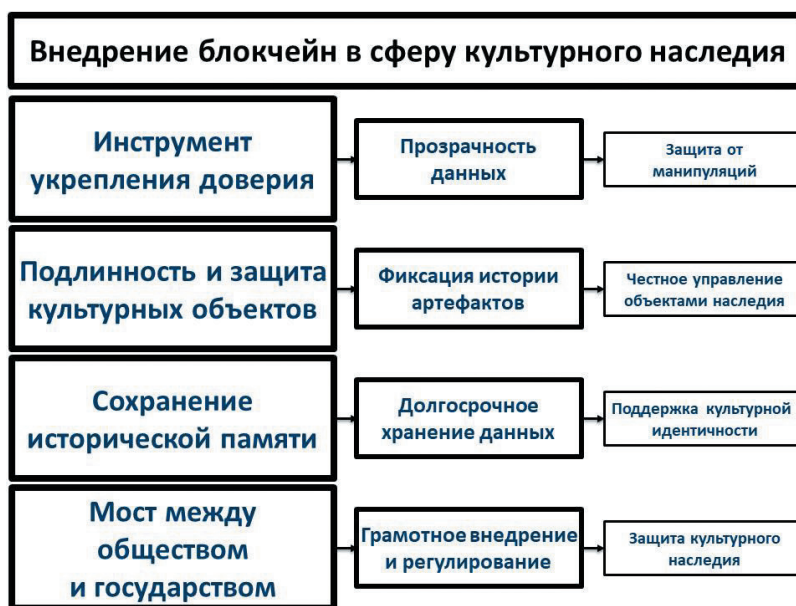 Внедрение блокчейн в сферу культурного наследия
Инструмент
укрепления доверия
Прозрачность
данных
Защита от
манипуляций
Подлинность и защита
культурных объектов
Фиксация истории
артефактов
Честное управление
объектами наследия
Сохранение
исторической памяти
Долгосрочное
хранение данных
Поддержка культурной
идентичности
Мост между
обществом
и государством
Грамотное внедрение
и регулирование
Защита культурного
наследия